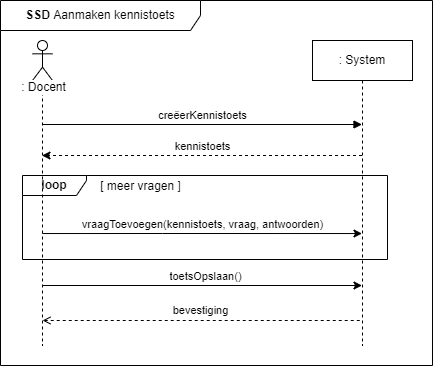 SSD Aanmaken kennistoets
: Docent
: System
creëerKennistoets
kennistoets
loop
[ meer vragen ]
vraagToevoegen(kennistoets, vraag, antwoorden)
toetsOpslaan()
bevestiging